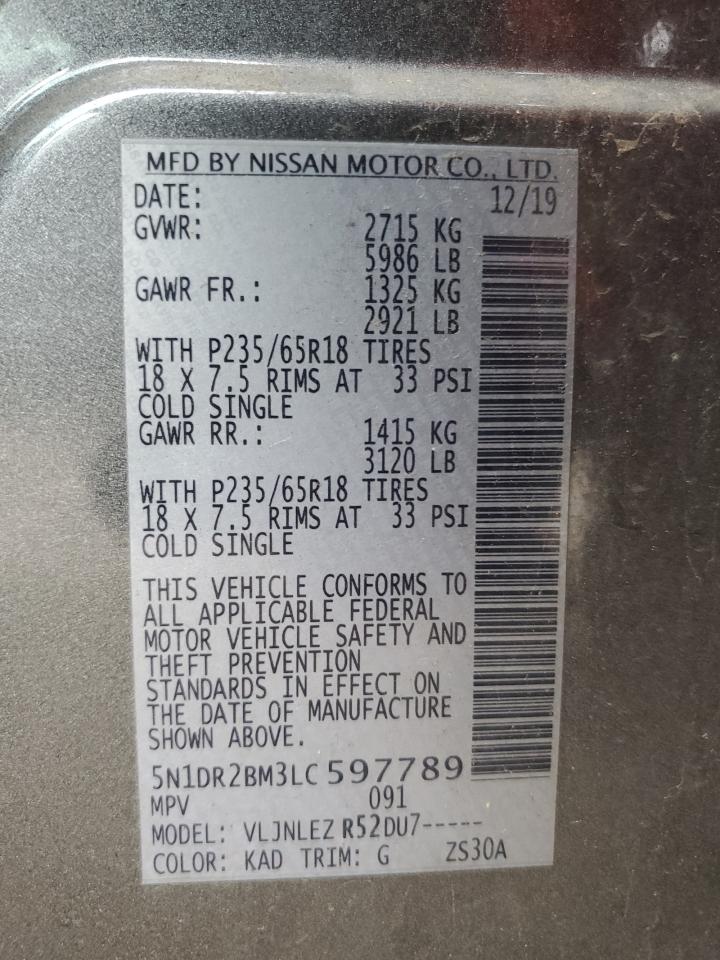 MFD BY NISSAN MOTOR CO., LTD.
DATE: 12/19
GVWR: 2715 KG
5986 LB
GAWR FR.: 1325 KG
2921 LB
WITH P235/65R18 TIRES
18 X 7.5 RIMS AT 33 PSI
COLD SINGLE
GAWR RR.: 1415 KG
3120 LB
WITH P235/65R18 TIRES
18 X 7.5 RIMS AT 33 PSI
COLD SINGLE
THIS VEHICLE CONFORMS TO
ALL APPLICABLE FEDERAL
MOTOR VEHICLE SAFETY AND
THEFT PREVENTION
STANDARDS IN EFFECT ON
THE DATE OF MANUFACTURE
SHOWN ABOVE.
5N1DR2BM3LC597789
MPV 091
MODEL: VLJNLEZ R52DU7-----
COLOR: KAD TRIM: G ZS30A